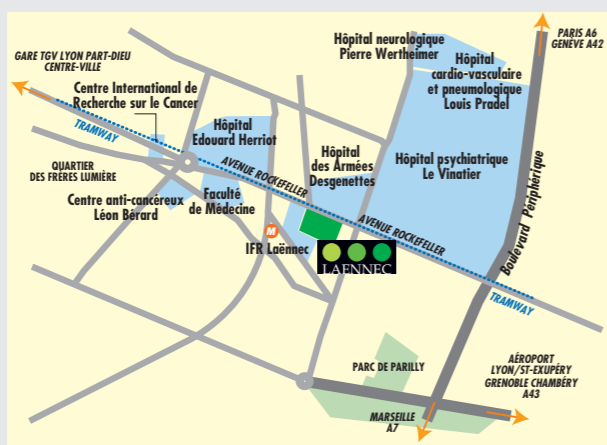 PARIS A6
GENÈVE A42
Hôpital neurologique
Pierre Wertheimer
Hôpital
cardio-vasculaire
et pneumologique
Louis Pradel
GARE TGV LYON PART-DIEU
CENTRE-VILLE
Centre International de
Recherche sur le Cancer
TRAMWAY
Hôpital
Edouard Herriot
AVENUE ROCKEFELLER
Hôpital
des Armées
Desgenettes
Hôpital psychiatrique
Le Vinatier
Boulevard Péripherique
QUARTIER
DES FRÈRES LUMIÈRE
Centre anti-cancéreux
Léon Bérard
Faculté
de Médecine
M
IFR Laënnec
LAENNEC
AVENUE ROCKEFELLER
TRAMWAY
PARC DE PARILLY
AÉROPORT
LYON/ST-EXUPÉRY
GRENOBLE CHAMBÉRY
A43
MARSEILLE
A7